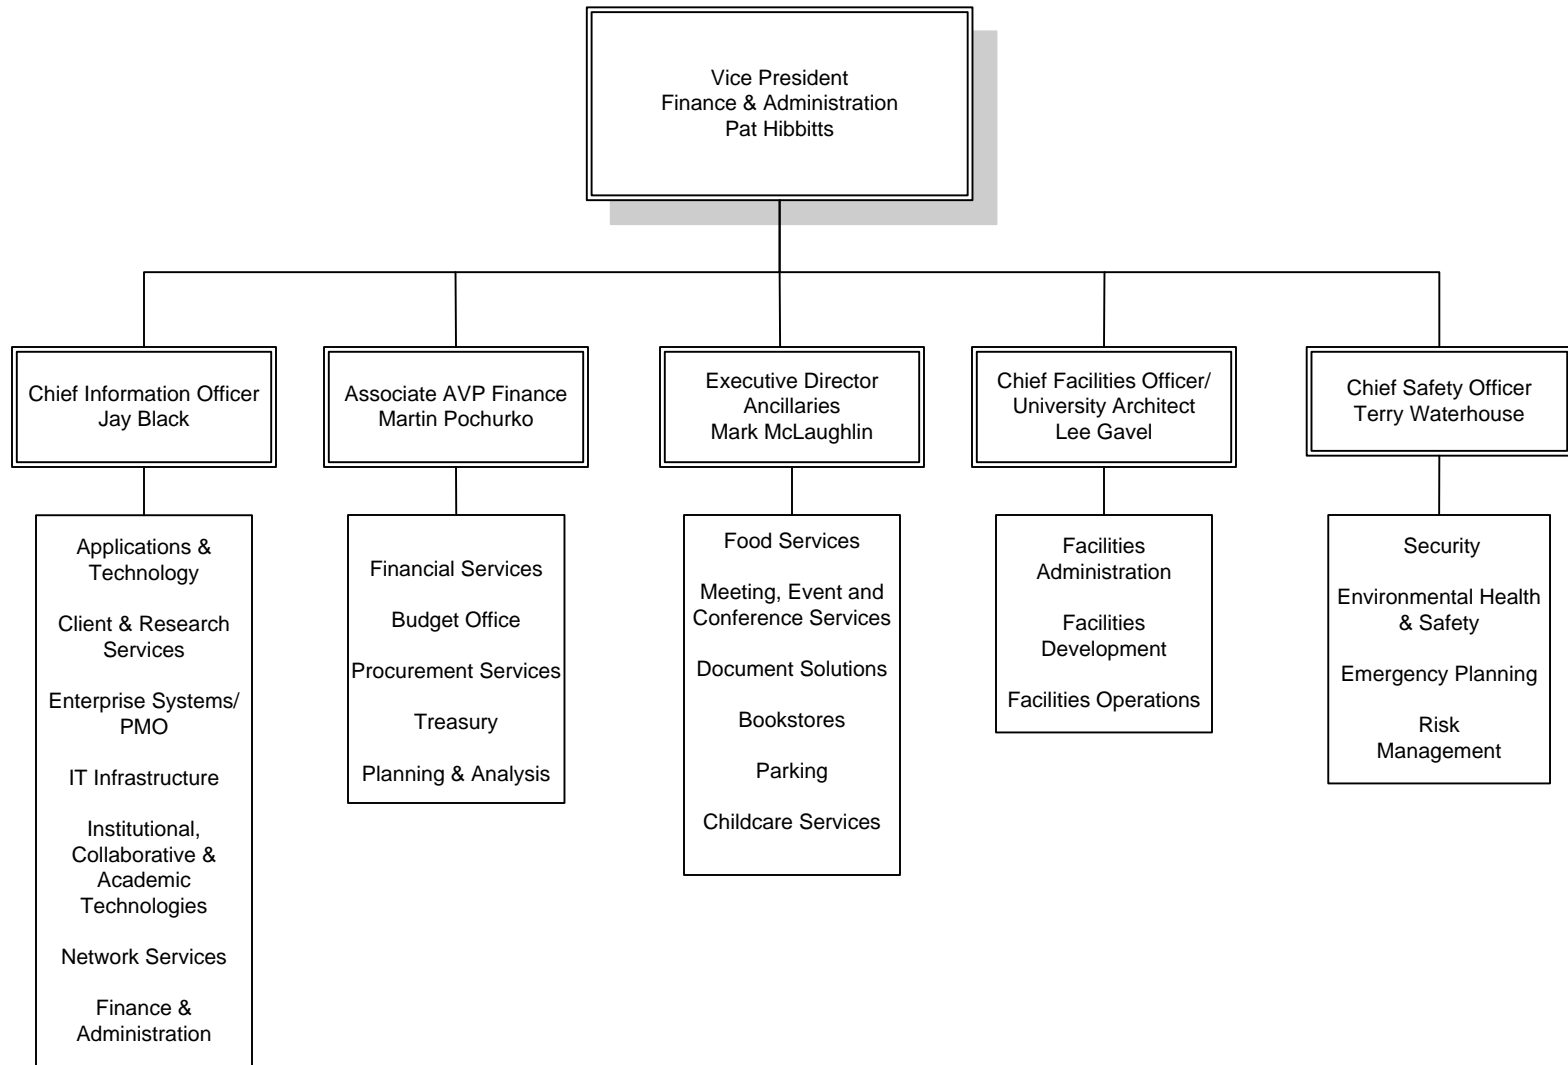 Vice President
Finance & Administration
Pat Hibbitts
Chief Information Officer
Jay Black
Associate AVP Finance
Martin Pochurko
Executive Director
Ancillaries
Mark McLaughlin
Chief Facilities Officer/
University Architect
Lee Gavel
Chief Safety Officer
Terry Waterhouse
Applications &
Technology
Client & Research
Services
Enterprise Systems/
PMO
IT Infrastructure
Institutional,
Collaborative &
Academic
Technologies
Network Services
Finance &
Administration
Financial Services
Budget Office
Procurement Services
Treasury
Planning & Analysis
Food Services
Meeting, Event and
Conference Services
Document Solutions
Bookstores
Parking
Childcare Services
Facilities
Administration
Facilities
Development
Facilities Operations
Security
Environmental Health
& Safety
Emergency Planning
Risk
Management